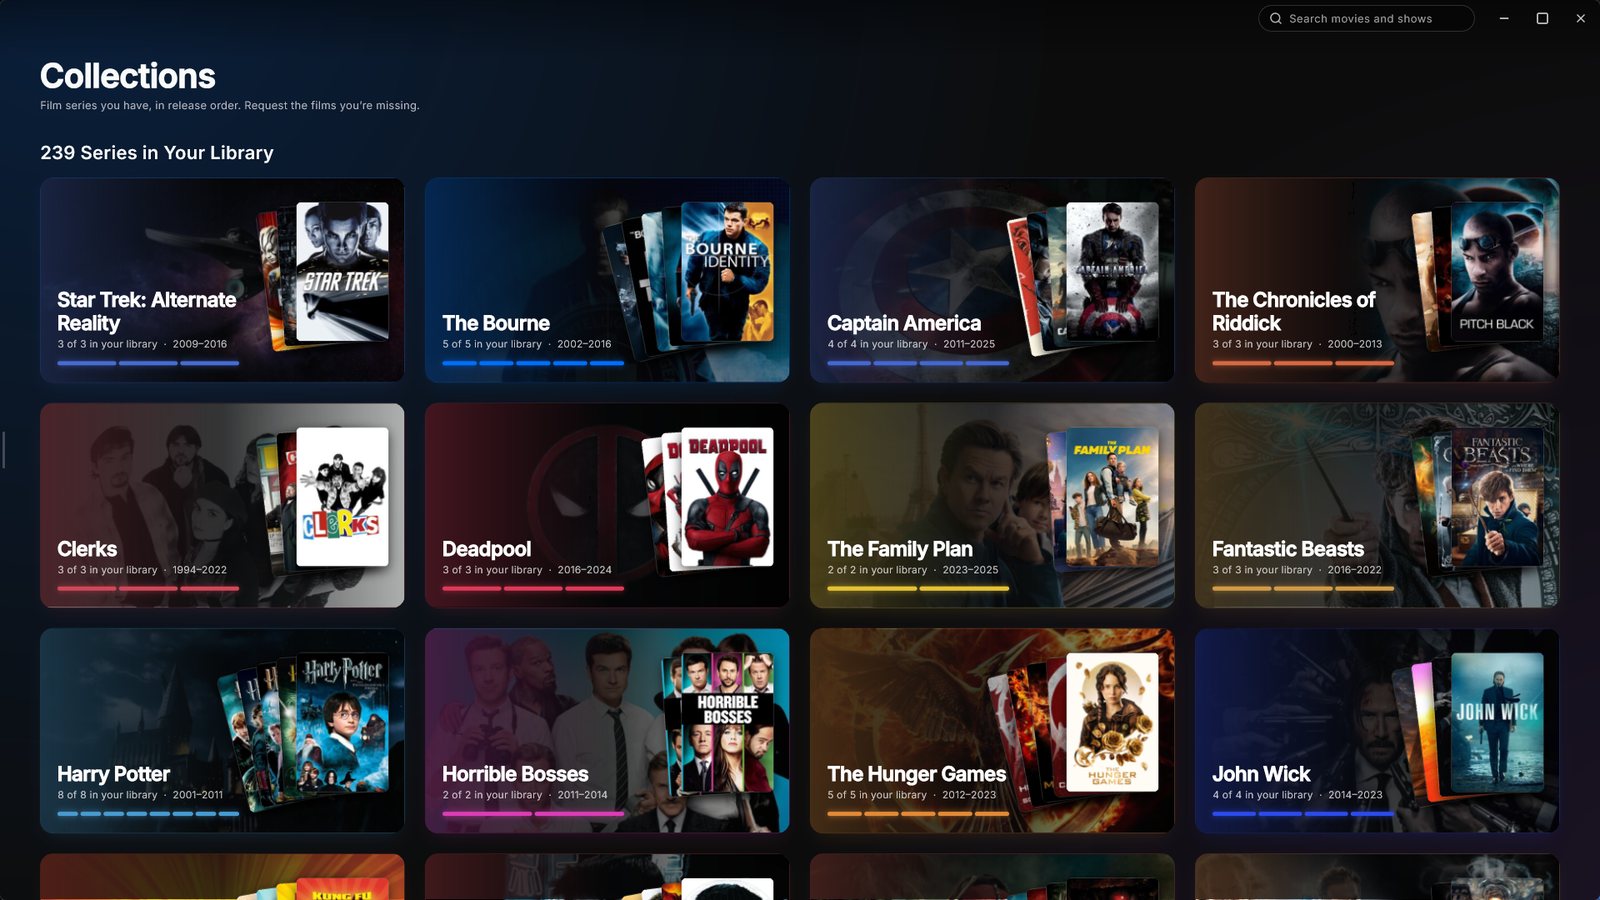 Search movies and shows
Collections
Film series you have, in release order. Request the films you're missing.
239 Series in Your Library
STAR TREK
Star Trek: Alternate
Reality
3 of 3 in your library · 2009–2016
BOURNE
IDENTITY
The Bourne
5 of 5 in your library · 2002–2016
CAPTAIN AMERICA
Captain America
4 of 4 in your library · 2011–2025
PITCH BLACK
The Chronicles of
Riddick
3 of 3 in your library · 2000–2013
CLERKS
Clerks
3 of 3 in your library · 1994–2022
DEADPOOL
Deadpool
3 of 3 in your library · 2016–2024
THE
FAMILY PLAN
The Family Plan
2 of 2 in your library · 2023–2025
FANTASTIC
BEASTS
Fantastic Beasts
3 of 3 in your library · 2016–2022
Harry Potter
Harry Potter
8 of 8 in your library · 2001–2011
HORRIBLE
BOSSES
Horrible Bosses
2 of 2 in your library · 2011–2014
THE
HUNGER
GAMES
The Hunger Games
5 of 5 in your library · 2012–2023
JOHN WICK
John Wick
4 of 4 in your library · 2014–2023
KUNG FU